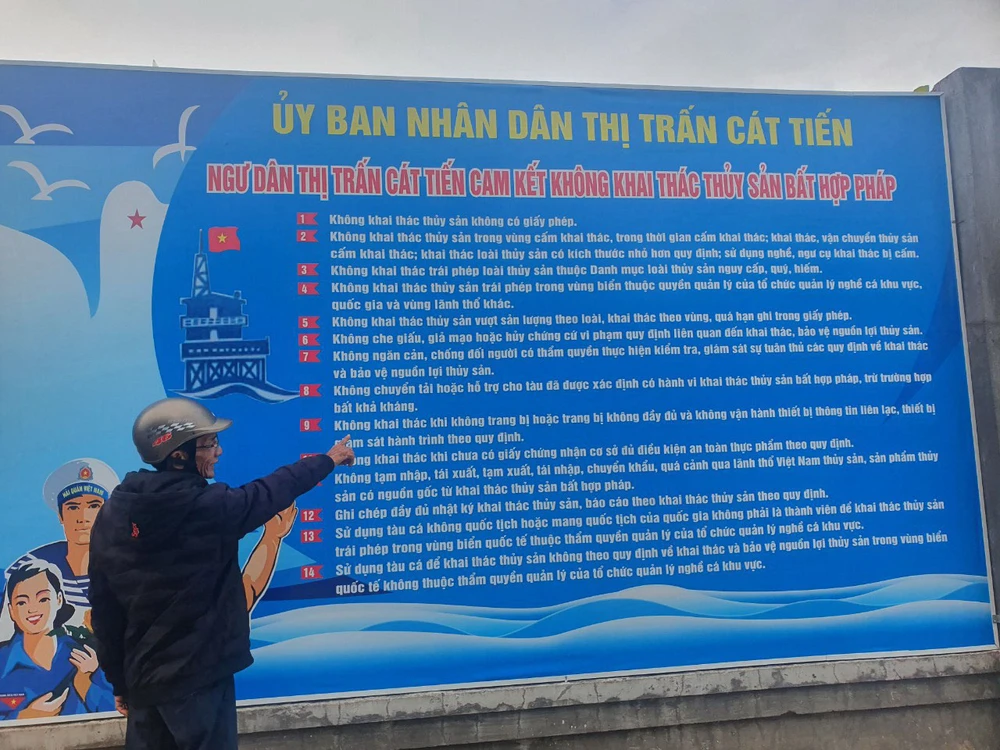 ỦY BAN NHÂN DÂN THỊ TRẤN CÁT TIẾN
NGƯ DÂN THỊ TRẤN CÁT TIẾN CAM KẾT KHÔNG KHAI THÁC THỦY SẢN BẤT HỢP PHÁP
1 Không khai thác thủy sản không có giấy phép.
2 Không khai thác thủy sản trong vùng cấm khai thác, trong thời gian cấm khai thác; khai thác, vận chuyển thủy sản
cấm khai thác; khai thác loài thủy sản có kích thước nhỏ hơn quy định; sử dụng nghề, ngư cụ khai thác bị cấm.
3 Không khai thác trái phép loài thủy sản thuộc Danh mục loài thủy sản nguy cấp, quý, hiếm.
4 Không khai thác thủy sản trái phép trong vùng biển thuộc quyền quản lý của tổ chức quản lý nghề cá khu vực,
quốc gia và vùng lãnh thổ khác.
5 Không khai thác thủy sản vượt sản lượng theo loài, khai thác theo vùng, quá hạn ghi trong giấy phép.
6 Không che giấu, giả mạo hoặc hủy chứng cứ vi phạm quy định liên quan đến khai thác, bảo vệ nguồn lợi thủy sản.
7 Không ngăn cản, chống đối người có thẩm quyền thực hiện kiểm tra, giám sát sự tuân thủ các quy định về khai thác
và bảo vệ nguồn lợi thủy sản.
8 Không chuyển tải hoặc hỗ trợ cho tàu đã được xác định có hành vi khai thác thủy sản bất hợp pháp, trừ trường hợp
bất khả kháng.
9 Không khai thác khi không trang bị hoặc trang bị không đầy đủ và không vận hành thiết bị thông tin liên lạc, thiết bị
giám sát hành trình theo quy định.
Không khai thác khi chưa có giấy chứng nhận cơ sở đủ điều kiện an toàn thực phẩm theo quy định.
Không tạm nhập, tái xuất, tạm xuất, tái nhập, chuyển khẩu, quá cảnh qua lãnh thổ Việt Nam thủy sản, sản phẩm thủy
sản có nguồn gốc từ khai thác thủy sản bất hợp pháp.
12 Ghi chép đầy đủ nhật ký khai thác thủy sản, báo cáo theo khai thác thủy sản theo quy định.
13 Sử dụng tàu cá không quốc tịch hoặc mang quốc tịch của quốc gia không phải là thành viên để khai thác thủy sản
trái phép trong vùng biển quốc tế thuộc thẩm quyền quản lý của tổ chức quản lý nghề cá khu vực.
14 Sử dụng tàu cá để khai thác thủy sản không theo quy định về khai thác và bảo vệ nguồn lợi thủy sản trong vùng biển
quốc tế không thuộc thẩm quyền quản lý của tổ chức quản lý nghề cá khu vực.
HẢI QUÂN VIỆT NAM